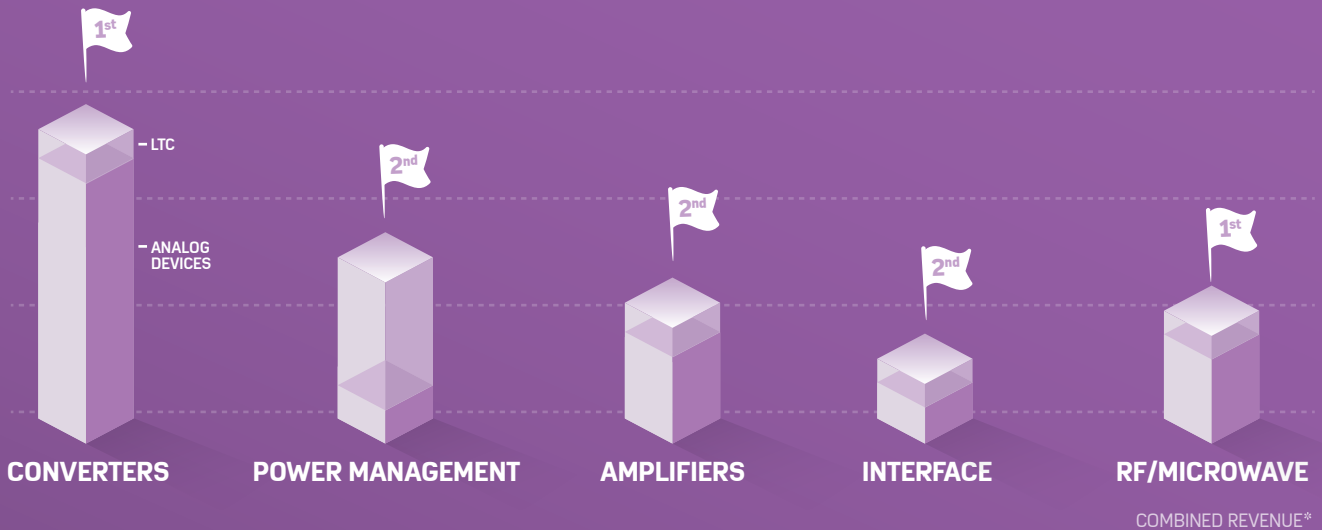 1st
LTC
2nd
2nd
1st
ANALOG
DEVICES
2nd
CONVERTERS
POWER MANAGEMENT
AMPLIFIERS
INTERFACE
RF/MICROWAVE
COMBINED REVENUE*